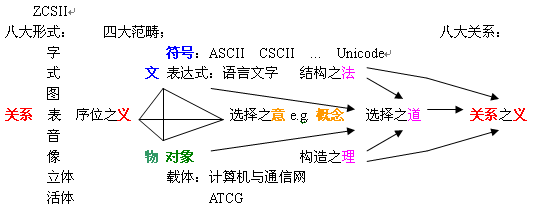 ZCSII
八大形式: 四大范畴; 八大关系:
字 符号: ASCII CSCII … Unicode
式 文 表达式: 语言文字 结构之法
图
关系 表 序位之义 选择之意 e.g. 概念 选择之道 关系之义
音
像 物 对象 构造之理
立体 载体: 计算机与通信网
活体 ATCG